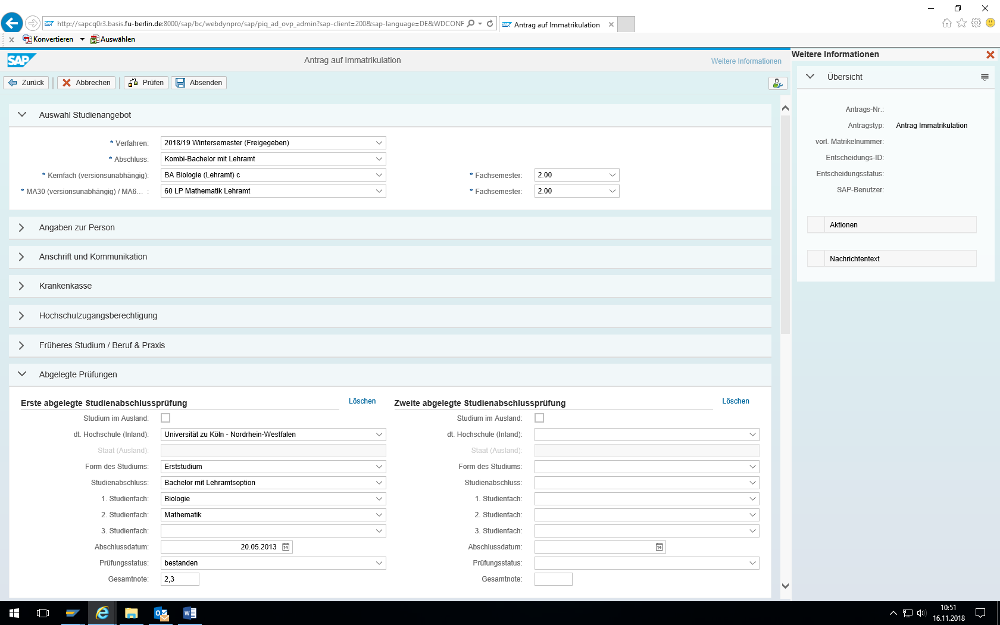 http://sapcq0r3.basis.fu-berlin.de:8000/sap/bc/webdynpro/sap/piq_ad_ovp_admin?sap-client=200&sap-language=DE&WDCONF
Antrag auf Immatrikulation
x Konvertieren Auswählen
SAP
Antrag auf Immatrikulation
Weitere Informationen
Zurück Abbrechen Prüfen Absenden
Auswahl Studienangebot
* Verfahren: 2018/19 Wintersemester (Freigegeben)
* Abschluss: Kombi-Bachelor mit Lehramt
* Kernfach (versionsunabhängig): BA Biologie (Lehramt) c * Fachsemester: 2.00
* MA30 (versionsunabhängig) / MA6... : 60 LP Mathematik Lehramt * Fachsemester: 2.00
Angaben zur Person
Anschrift und Kommunikation
Krankenkasse
Hochschulzugangsberechtigung
Früheres Studium / Beruf & Praxis
Abgelegte Prüfungen
Erste abgelegte Studienabschlussprüfung Löschen
Studium im Ausland:
dt. Hochschule (Inland): Universität zu Köln - Nordrhein-Westfalen
Staat (Ausland):
Form des Studiums: Erststudium
Studienabschluss: Bachelor mit Lehramtsoption
1. Studienfach: Biologie
2. Studienfach: Mathematik
3. Studienfach:
Abschlussdatum: 20.05.2013 14
Prüfungsstatus: bestanden
Gesamtnote: 2,3
Zweite abgelegte Studienabschlussprüfung Löschen
Studium im Ausland:
dt. Hochschule (Inland):
Staat (Ausland):
Form des Studiums:
Studienabschluss:
1. Studienfach:
2. Studienfach:
3. Studienfach:
Abschlussdatum: 14
Prüfungsstatus:
Gesamtnote:
Weitere Informationen
Übersicht
Antrags-Nr.:
Antragstyp: Antrag Immatrikulation
vorl. Matrikelnummer:
Entscheidungs-ID:
Entscheidungsstatus:
SAP-Benutzer:
Aktionen
Nachrichtentext
10:51
16.11.2018